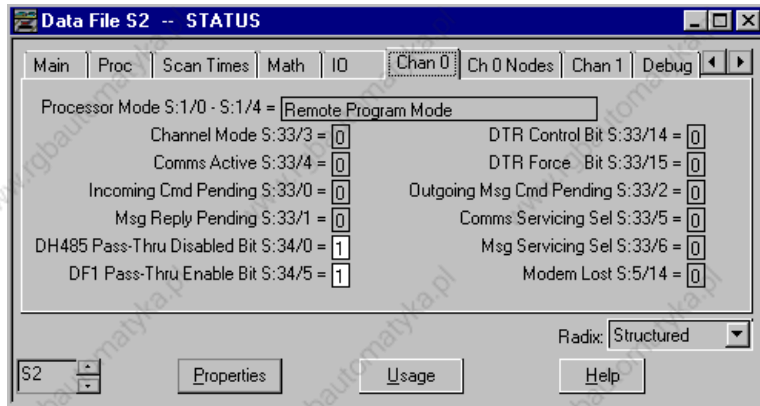 Data File S2 -- STATUS
Main Proc Scan Times Math IO Chan 0 Ch 0 Nodes Chan 1 Debug
Processor Mode S:1/0 - S:1/4 = Remote Program Mode
Channel Mode S:33/3 = 0 DTR Control Bit S:33/14 = 0
Comms Active S:33/4 = 0 DTR Force Bit S:33/15 = 0
Incoming Cmd Pending S:33/0 = 0 Outgoing Msg Cmd Pending S:33/2 = 0
Msg Reply Pending S:33/1 = 0 Comms Servicing Sel S:33/5 = 0
DH485 Pass-Thru Disabled Bit S:34/0 = 1 Msg Servicing Sel S:33/6 = 0
DF1 Pass-Thru Enable Bit S:34/5 = 1 Modem Lost S:5/14 = 0
Radix: Structured
S2 Properties Usage Help
www.rgbautomatyka.pl